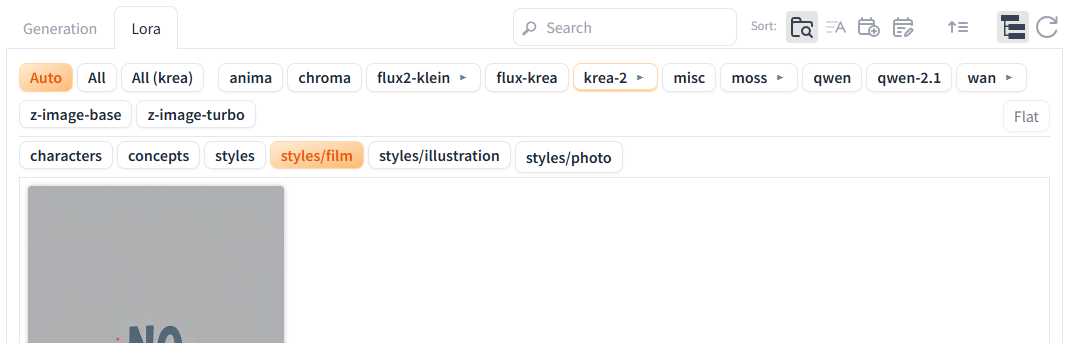 Generation Lora Search Sort:
Auto All All (krea) anima chroma flux2-klein flux-krea krea-2 misc moss qwen qwen-2.1 wan
z-image-base z-image-turbo Flat
characters concepts styles styles/film styles/illustration styles/photo
NO